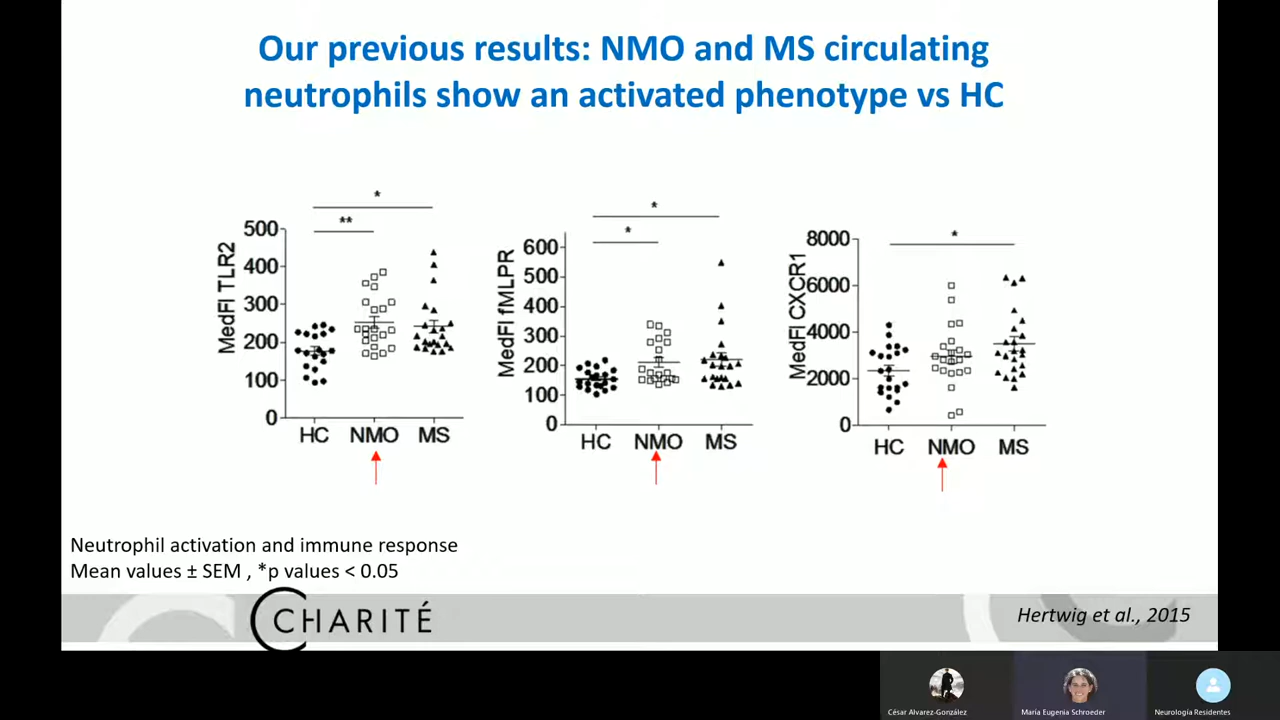 Our previous results: NMO and MS circulating
neutrophils show an activated phenotype vs HC
*
**
500
400
300
200
100
0
MedFI TLR2
HC NMO MS
*
*
600
500
400
300
200
100
0
MedFI fMLPR
HC NMO MS
*
8000
6000
4000
2000
0
MedFI CXCR1
HC NMO MS
Neutrophil activation and immune response
Mean values ± SEM , *p values < 0.05
CHARITÉ
Hertwig et al., 2015
César Alvarez-González
María Eugenia Schroeder
Neurología Residentes